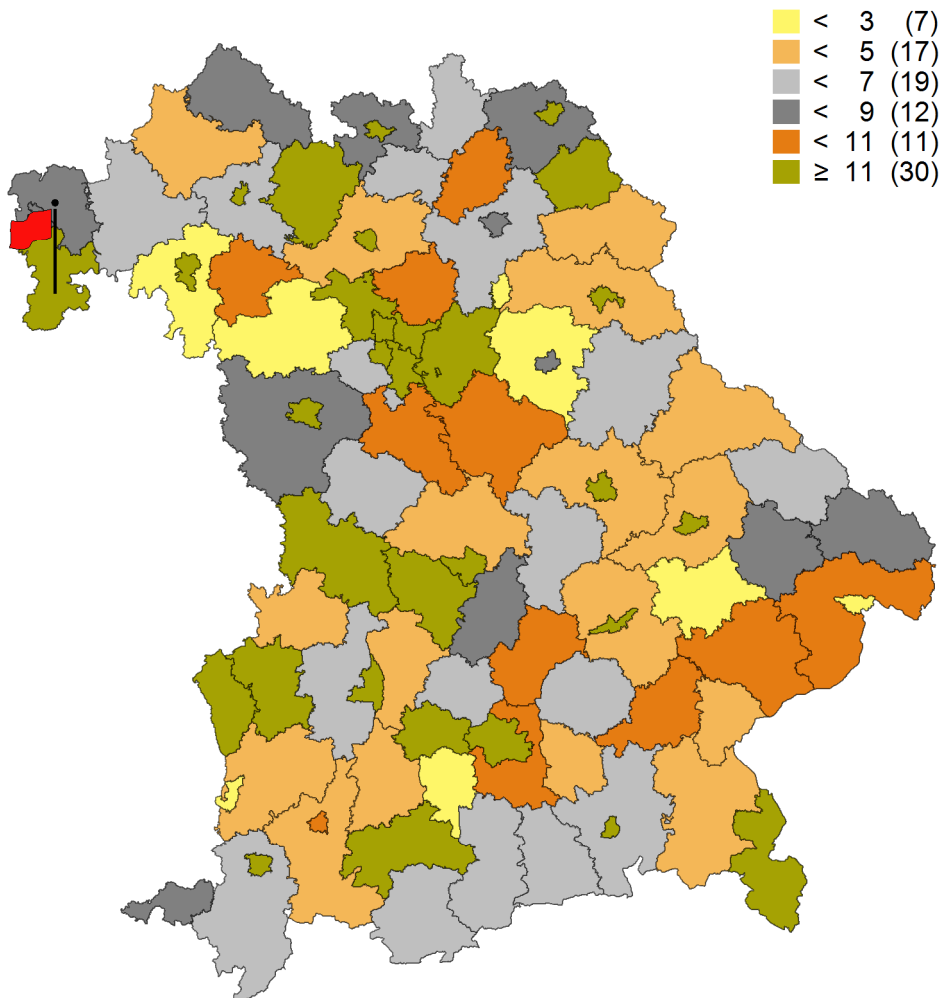 < 3 (7)
< 5 (17)
< 7 (19)
< 9 (12)
< 11 (11)
≥ 11 (30)